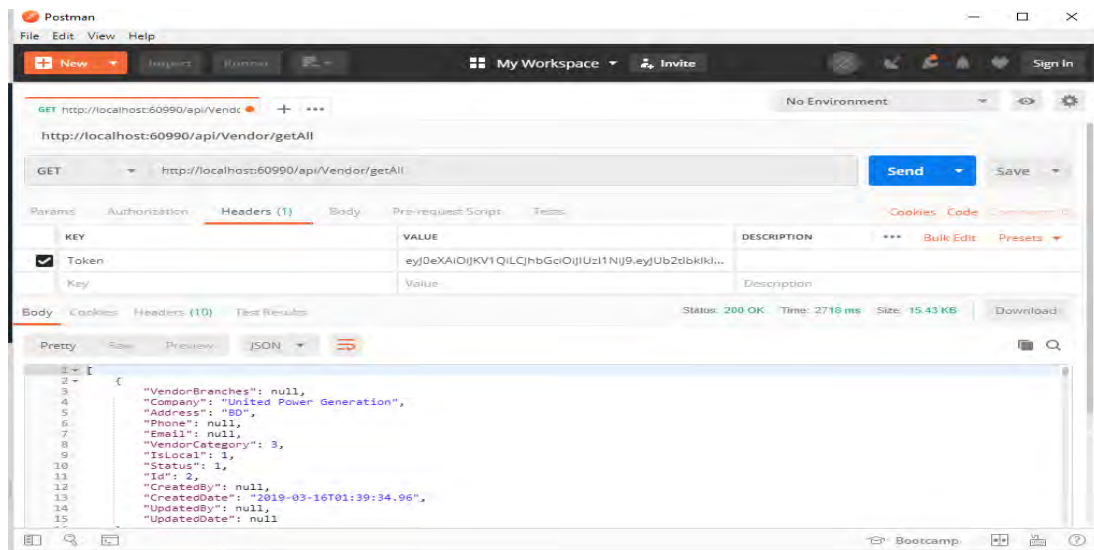 Postman
File Edit View Help
New Import Runner My Workspace Invite Sign In
GET http://localhost:60990/api/Vendc + ••• No Environment
http://localhost:60990/api/Vendor/getAll
GET http://localhost:60990/api/Vendor/getAll Send Save
Params Authorization Headers (1) Body Pre-request Script Tests Cookies Code
KEY VALUE DESCRIPTION ••• Bulk Edit Presets
Token
Key Value Description
Body Cookies Headers (10) Test Results Status: 200 OK Time: 2718 ms Size: 15.43 KB Download
Pretty Raw Preview JSON
1 [
2 {
3 "VendorBranches": null,
4 "Company": "United Power Generation",
5 "Address": "BD",
6 "Phone": null,
7 "Email": null,
8 "VendorCategory": 3,
9 "IsLocal": 1,
10 "Status": 1,
11 "Id": 2,
12 "CreatedBy": null,
13 "CreatedDate": "2019-03-16T01:39:34.96",
14 "UpdatedBy": null,
15 "UpdatedDate": null
Bootcamp